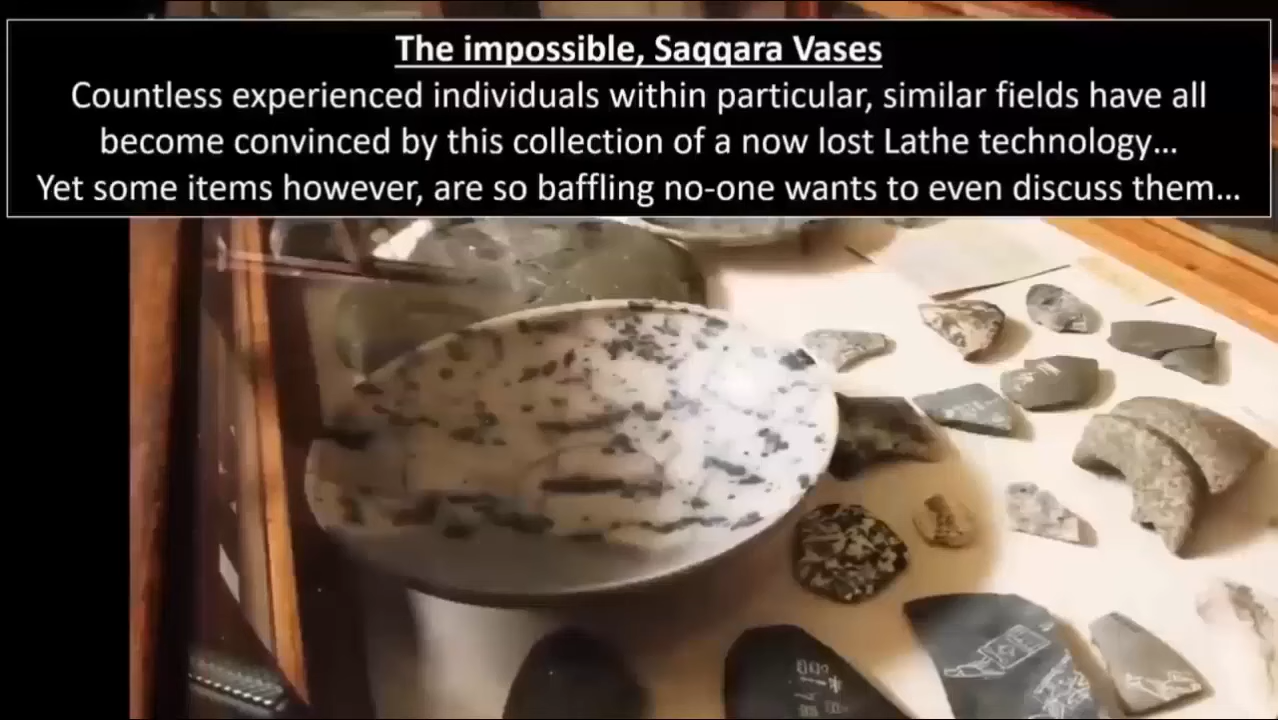 The impossible, Saqqara Vases
Countless experienced individuals within particular, similar fields have all
become convinced by this collection of a now lost Lathe technology...
Yet some items however, are so baffling no-one wants to even discuss them...